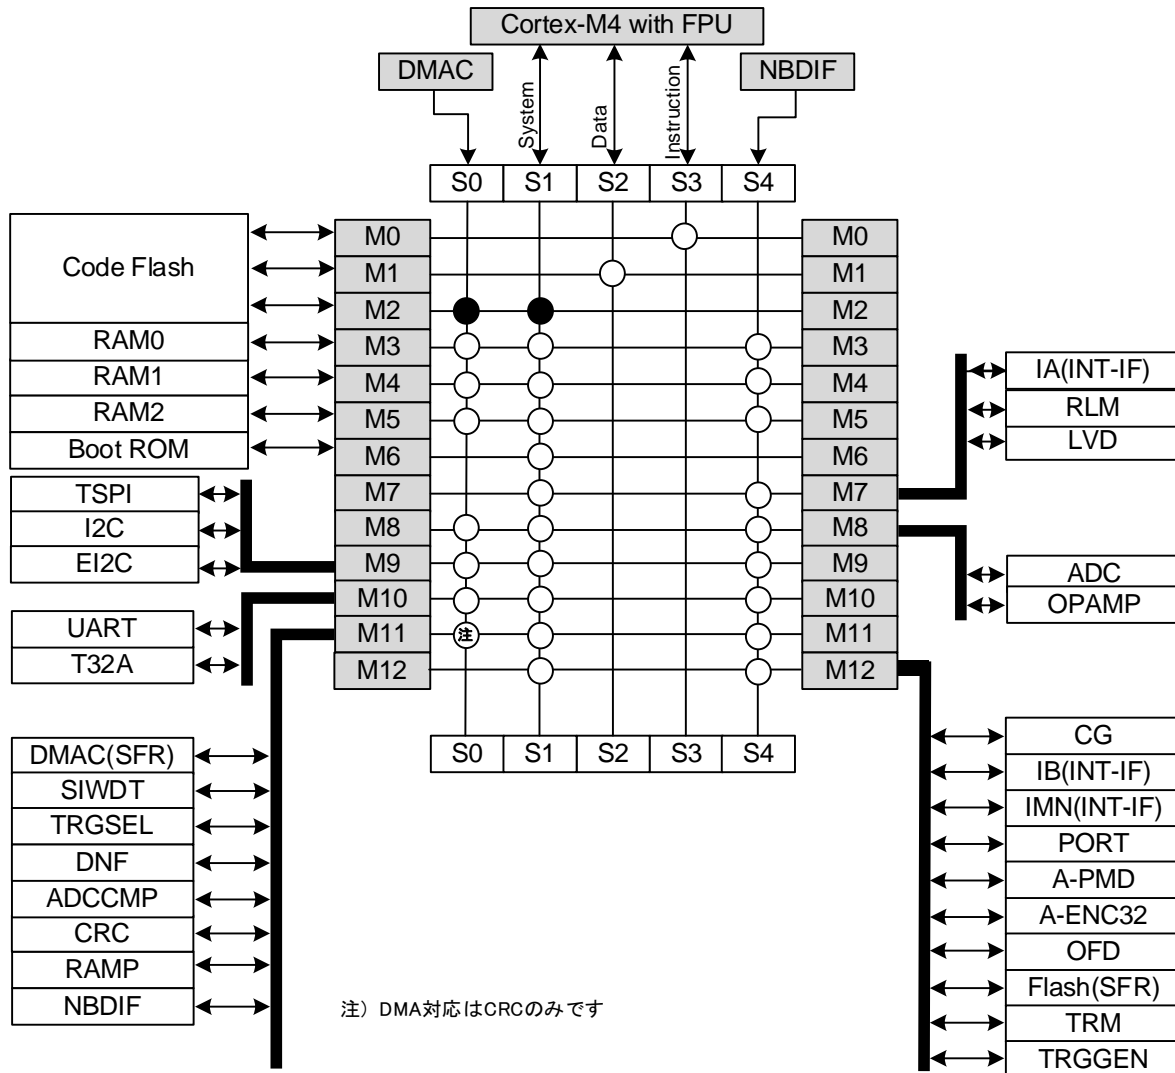 Cortex-M4 with FPU
DMAC
NBDIF
System
Data
Instruction
S0 S1 S2 S3 S4
Code Flash
RAM0
RAM1
RAM2
Boot ROM
TSPI
I2C
EI2C
UART
T32A
DMAC(SFR)
SIWDT
TRGSEL
DNF
ADCCMP
CRC
RAMP
NBDIF
M0
M1
M2
M3
M4
M5
M6
M7
M8
M9
M10
M11
M12
注
S0 S1 S2 S3 S4
注）DMA対応はCRCのみです
M0
M1
M2
M3
M4
M5
M6
M7
M8
M9
M10
M11
M12
IA(INT-IF)
RLM
LVD
ADC
OPAMP
CG
IB(INT-IF)
IMN(INT-IF)
PORT
A-PMD
A-ENC32
OFD
Flash(SFR)
TRM
TRGGEN